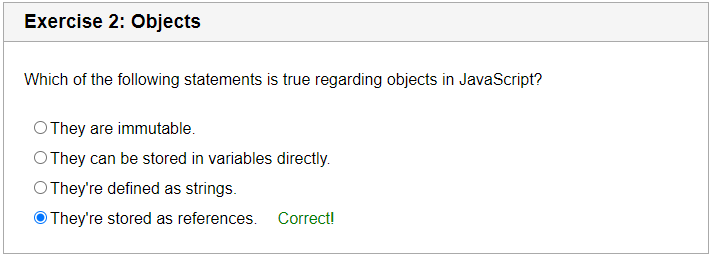 Exercise 2: Objects
Which of the following statements is true regarding objects in JavaScript?
They are immutable.
They can be stored in variables directly.
They're defined as strings.
They're stored as references. Correct!